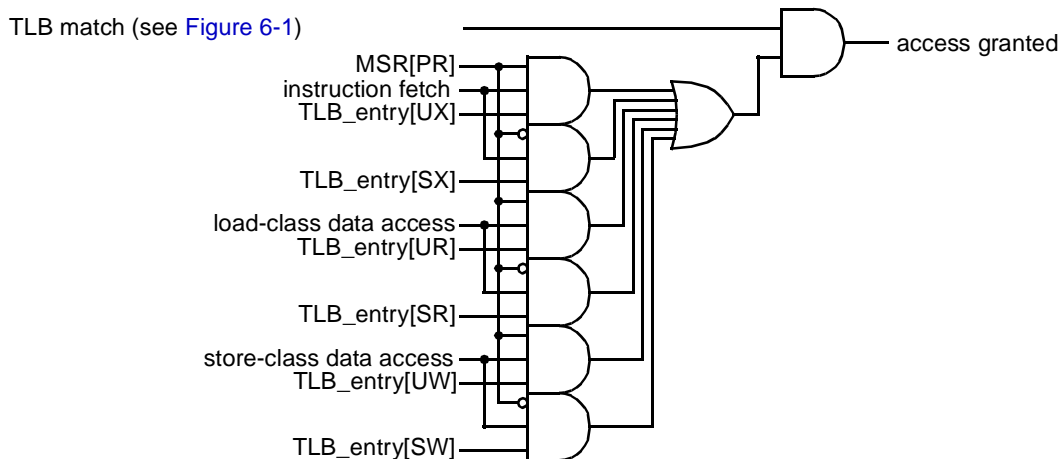 TLB match (see Figure 6-1)
access granted
MSR[PR]
instruction fetch
TLB_entry[UX]
TLB_entry[SX]
load-class data access
TLB_entry[UR]
TLB_entry[SR]
store-class data access
TLB_entry[UW]
TLB_entry[SW]